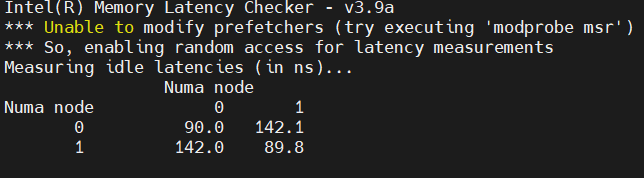 Intel(R) Memory Latency Checker - v3.9a
*** Unable to modify prefetchers (try executing 'modprobe msr')
*** So, enabling random access for latency measurements
Measuring idle latencies (in ns)...
Numa node
Numa node 0 1
0 90.0 142.1
1 142.0 89.8